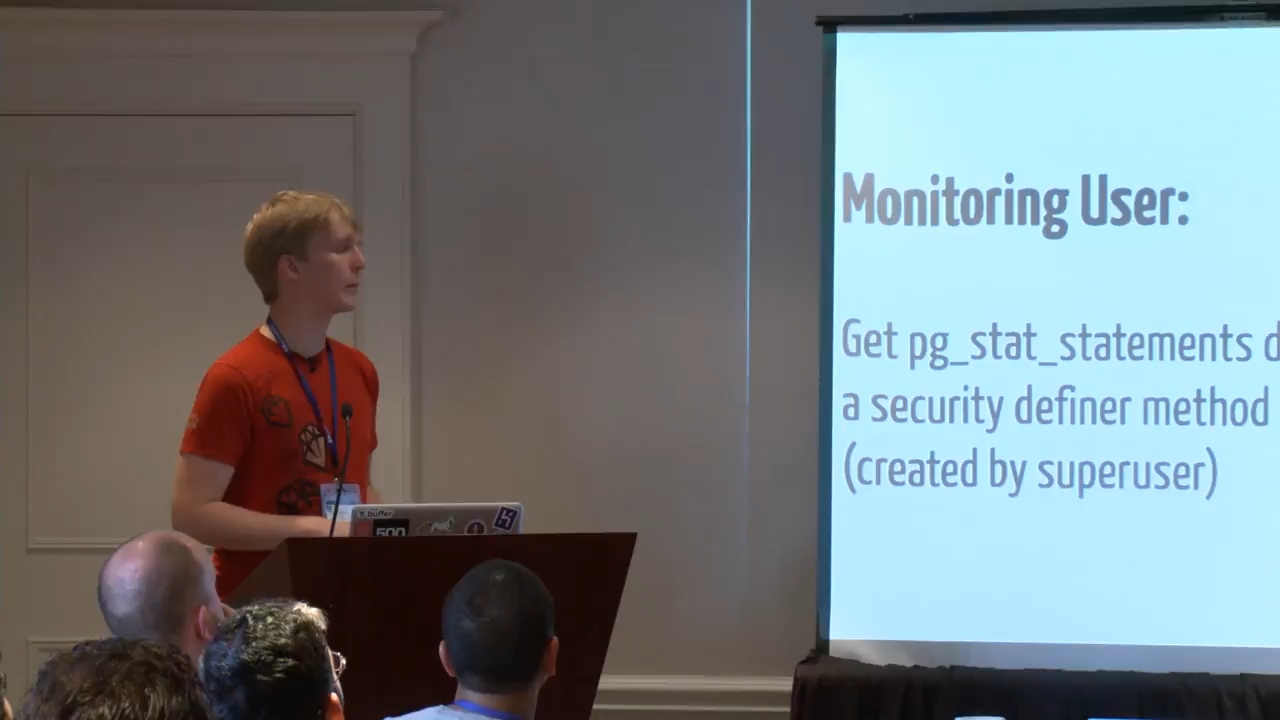 Monitoring User:
Get pg_stat_statements d
a security definer method
(created by superuser)
buffer
500